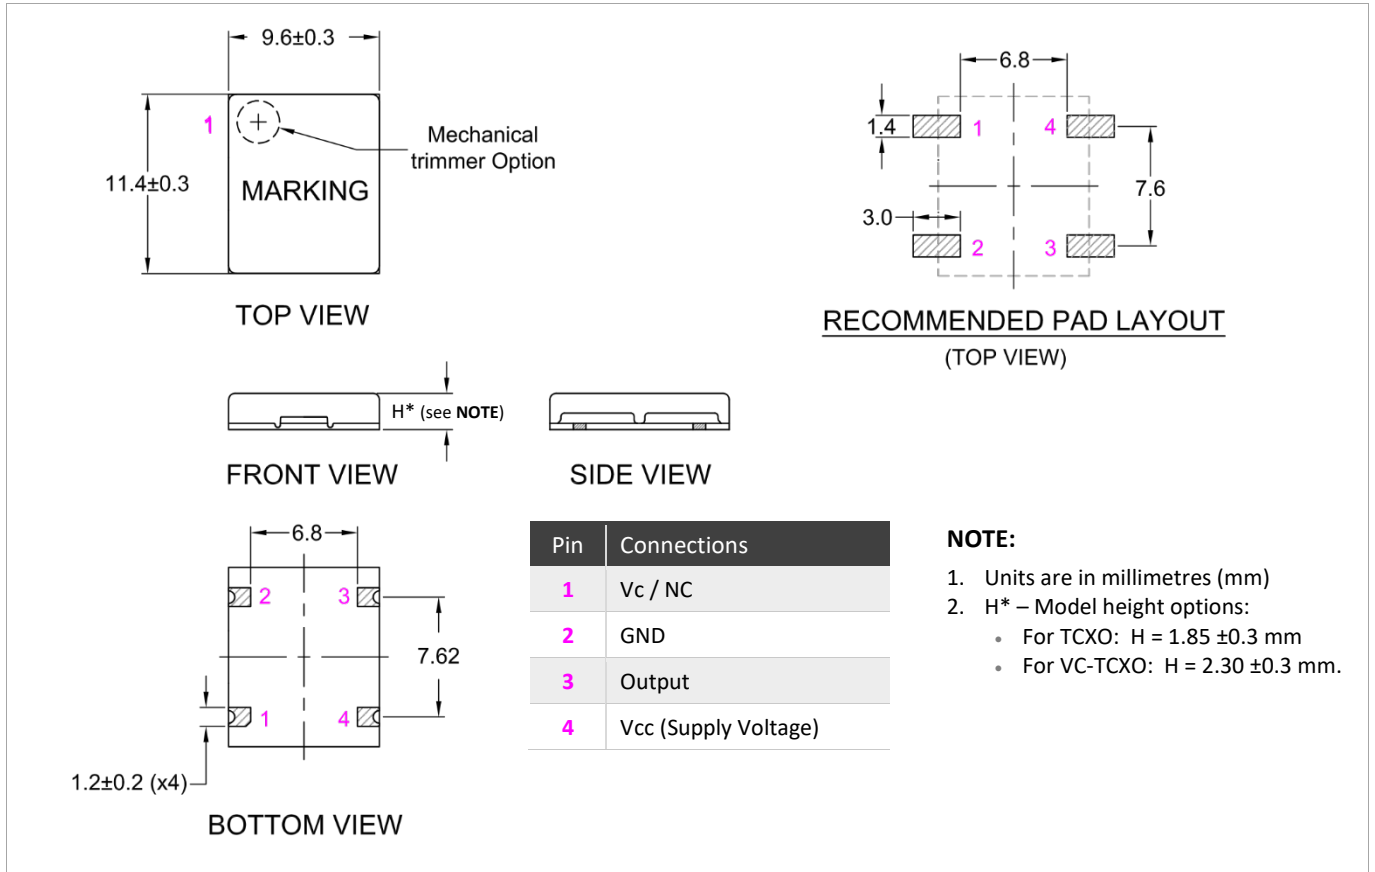 9.6±0.3
1
Mechanical
trimmer Option
11.4±0.3
MARKING
TOP VIEW
6.8
1.4
1
4
7.6
3.0
2
3
RECOMMENDED PAD LAYOUT
(TOP VIEW)
H* (see NOTE)
FRONT VIEW
SIDE VIEW
6.8
2
3
7.62
1
4
1.2±0.2 (x4)
BOTTOM VIEW
Pin Connections
1 Vc / NC
2 GND
3 Output
4 Vcc (Supply Voltage)
NOTE:
1. Units are in millimetres (mm)
2. H* – Model height options:
• For TCXO: H = 1.85 ±0.3 mm
• For VC-TCXO: H = 2.30 ±0.3 mm.